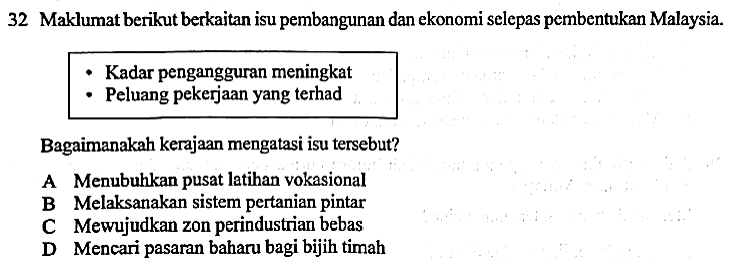 32 Maklumat berikut berkaitan isu pembangunan dan ekonomi selepas pembentukan Malaysia.
• Kadar pengangguran meningkat
• Peluang pekerjaan yang terhad
Bagaimanakah kerajaan mengatasi isu tersebut?
A Menubuhkan pusat latihan vokasional
B Melaksanakan sistem pertanian pintar
C Mewujudkan zon perindustrian bebas
D Mencari pasaran baharu bagi bijih timah